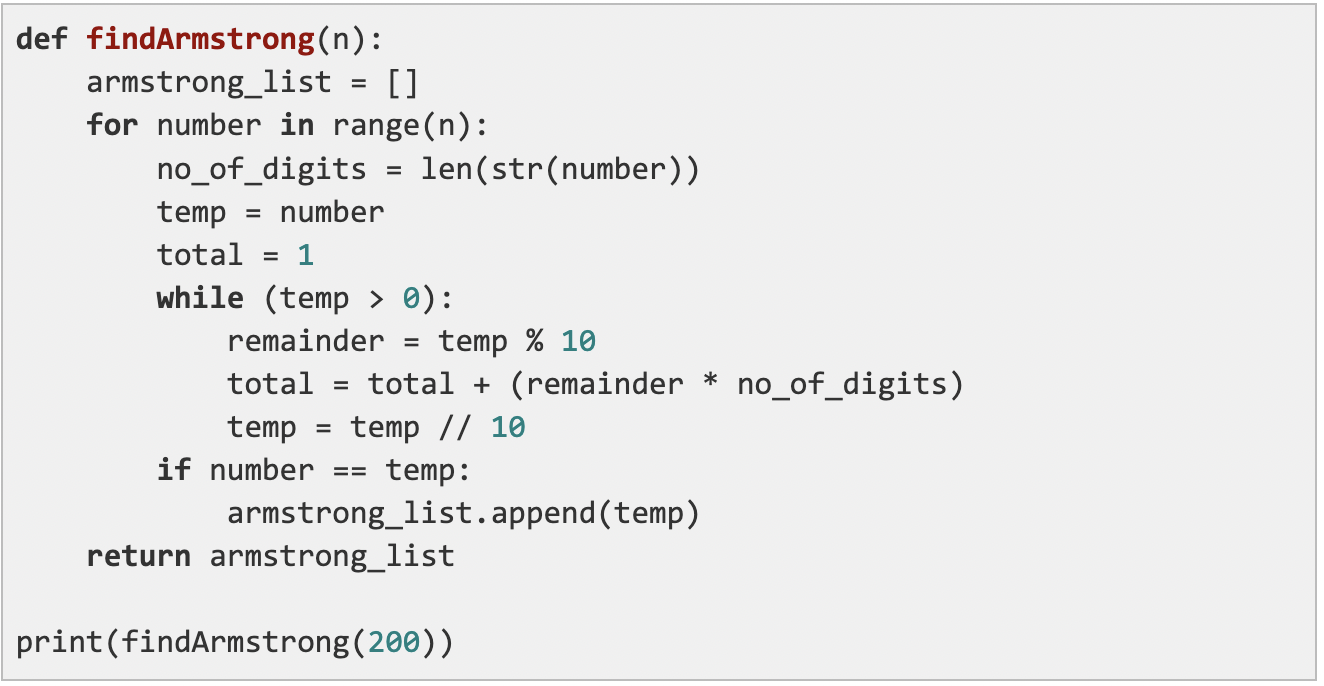 def findArmstrong(n):
    armstrong_list = []
    for number in range(n):
        no_of_digits = len(str(number))
        temp = number
        total = 1
        while (temp > 0):
            remainder = temp % 10
            total = total + (remainder * no_of_digits)
            temp = temp // 10
        if number == temp:
            armstrong_list.append(temp)
    return armstrong_list

print(findArmstrong(200))